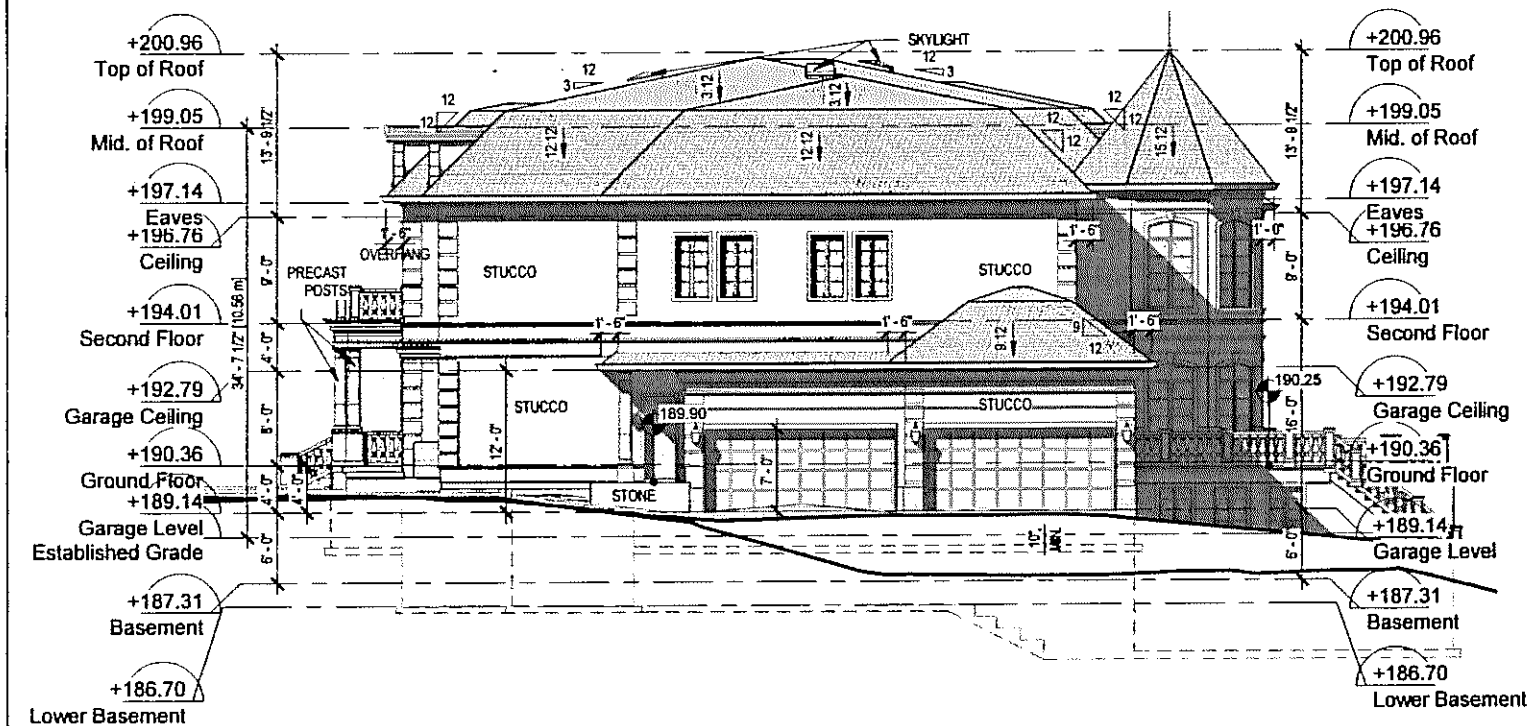 +200.96
Top of Roof
+199.05
Mid. of Roof
+197.14
Eaves
+196.76
Ceiling
+194.01
Second Floor
+192.79
Garage Ceiling
+190.36
Ground Floor
+189.14
Garage Level
Established Grade
+187.31
Basement
+186.70
Lower Basement
34' - 7 1/2" [10.56 m]
13' - 9 1/2"
9'-0"
4'-0"
4'-0"
4'-0"
6'-0"
1'-6"
OVERHANG
PRECAST
POSTS
SKYLIGHT
12
3
12
3
12
12
12
12
12
12
3:12
3:12
12:12
12:12
15:12
STUCCO
STUCCO
1'-6"
1'-0"
1'-6"
1'-6"
1'-6"
9:12
9
12
STUCCO
STUCCO
12'-0"
189.90
190.25
7'-0"
STONE
10"
MIN.
13' - 9 1/2"
9'-0"
16'-0"
6'-0"
+200.96
Top of Roof
+199.05
Mid. of Roof
+197.14
Eaves
+196.76
Ceiling
+194.01
Second Floor
+192.79
Garage Ceiling
+190.36
Ground Floor
+189.14
Garage Level
+187.31
Basement
+186.70
Lower Basement